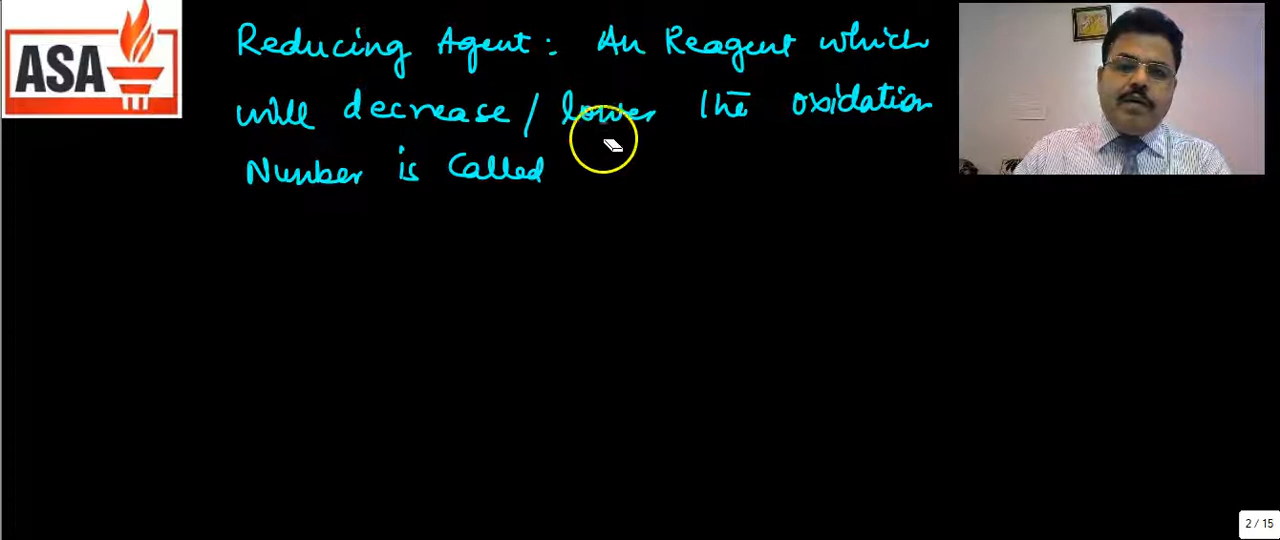 ASA
Reducing Agent: An Reagent which
will decrease/ lower the oxidation
Number is called
2 / 15